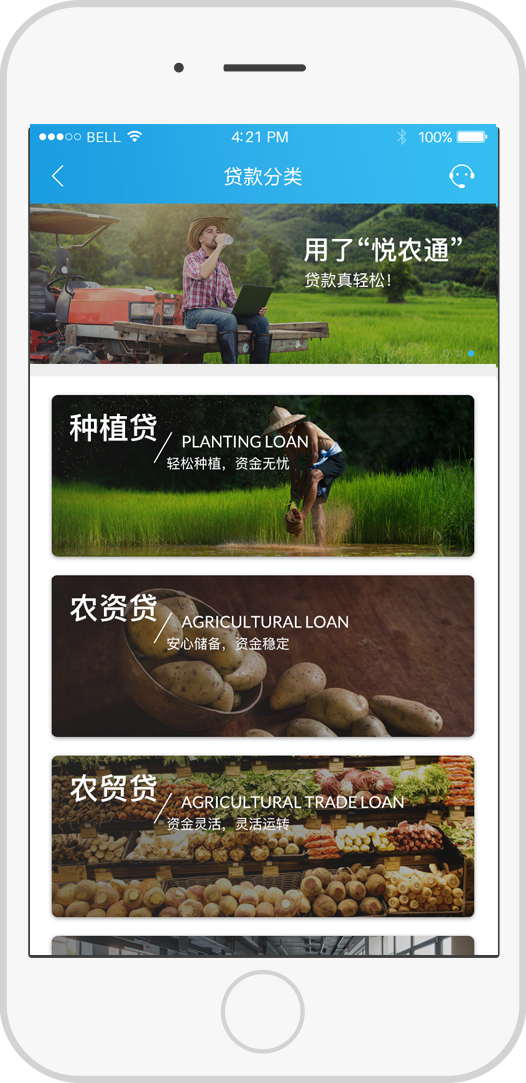 BELL 4:21 PM 100%
贷款分类
用了“悦农通”
贷款真轻松！
种植贷
PLANTING LOAN
轻松种植，资金无忧
农资贷
AGRICULTURAL LOAN
安心储备，资金稳定
农贸贷
AGRICULTURAL TRADE LOAN
资金灵活，灵活运转